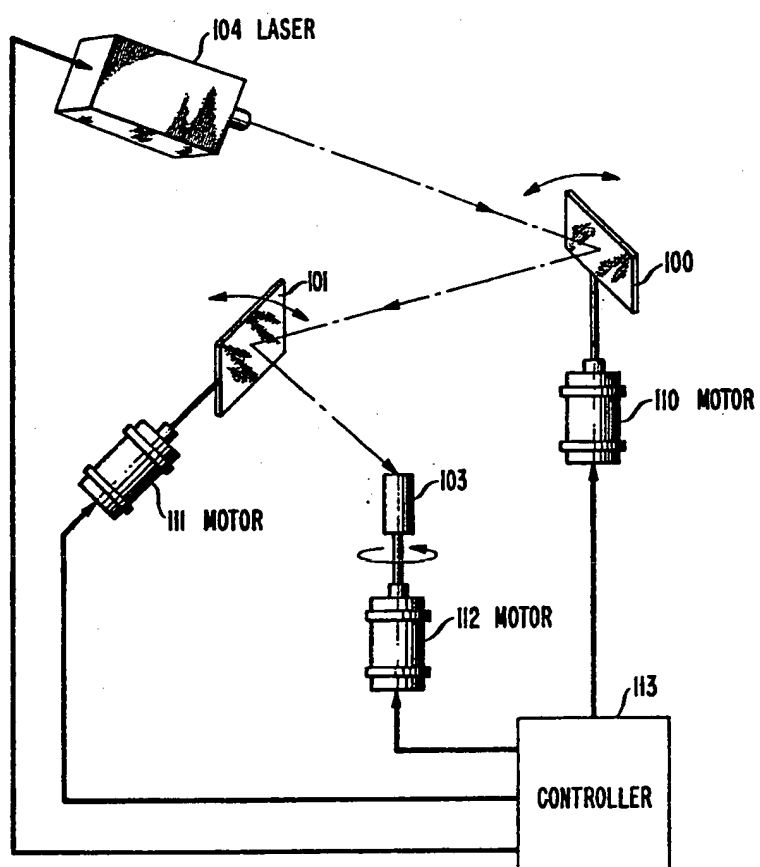 104 LASER
100
101
110 MOTOR
103
111 MOTOR
112 MOTOR
113
CONTROLLER